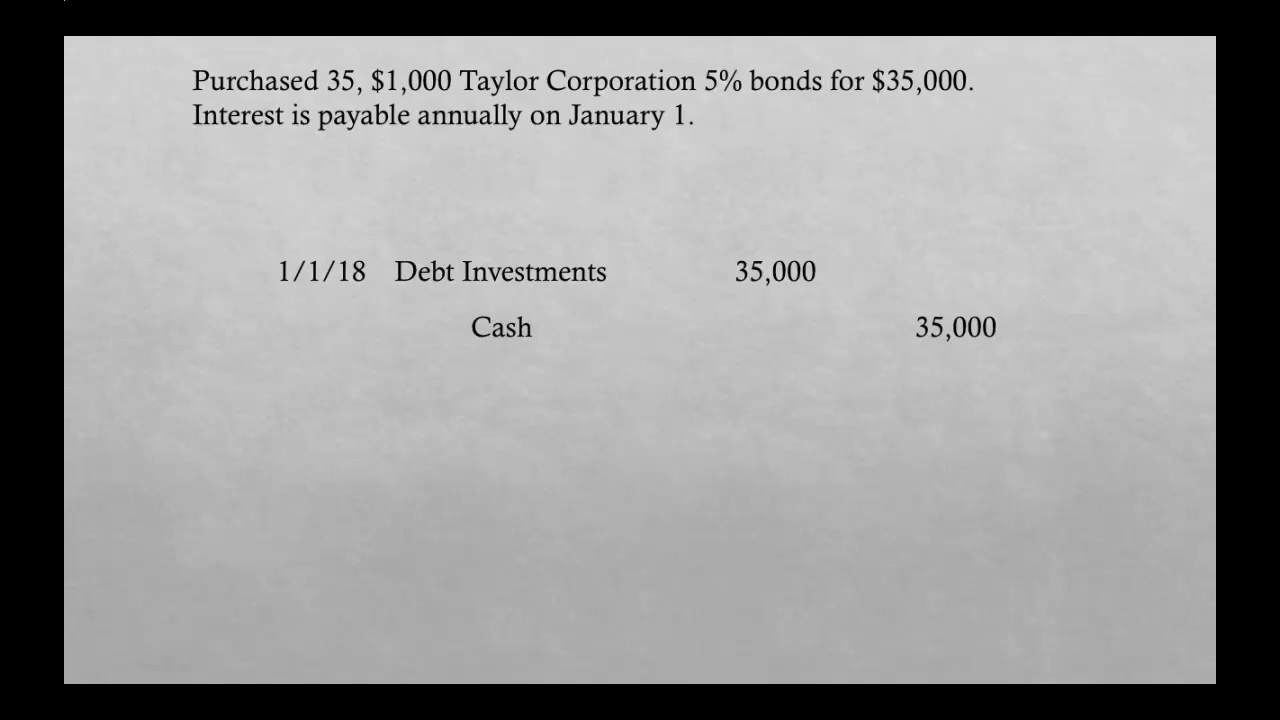 Purchased 35, $1,000 Taylor Corporation 5% bonds for $35,000.
Interest is payable annually on January 1.
1/1/18 Debt Investments 35,000
Cash 35,000